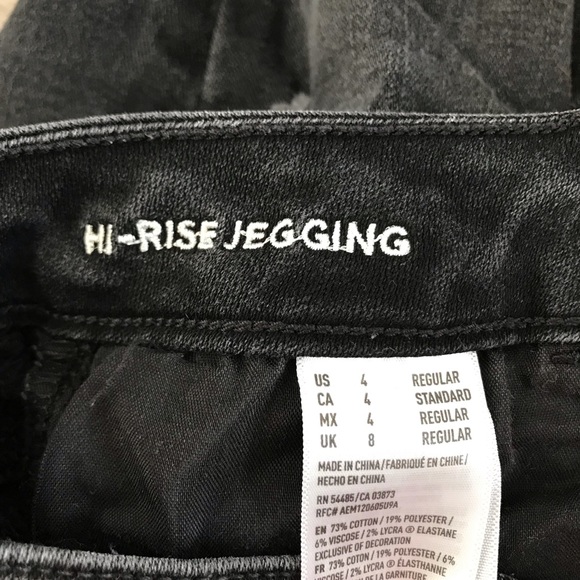 HI-RISE JEGGING
US 4 REGULAR
CA 4 STANDARD
MX 4 REGULAR
UK 8 REGULAR
MADE IN CHINA/FABRIQUÉ EN CHINE/
HECHO EN CHINA
RN 54485/CA 03873
RFC# AEM120605U9A
EN 73% COTTON / 19% POLYESTER /
6% VISCOSE / 2% LYCRA ® ELASTANE
EXCLUSIVE OF DECORATION
FR 73% COTON / 19% POLYESTER / 6%
VISCOSE / 2% LYCRA ® ÉLASTHANNE
DE LA GARNITURE